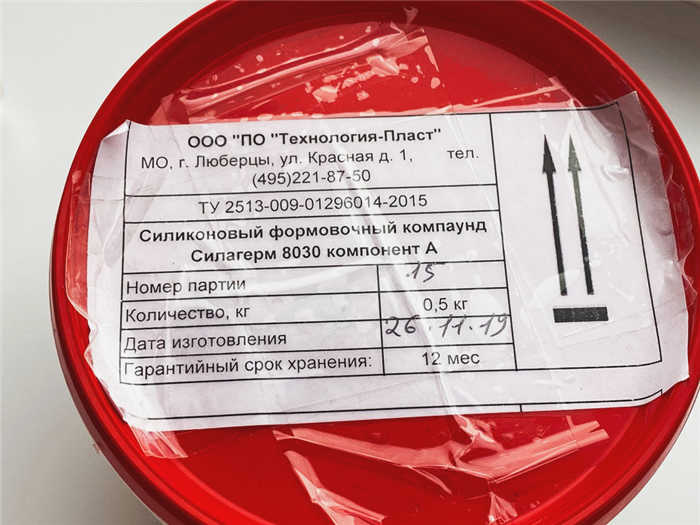 ООО "ПО "Технология-Пласт"
МО, г. Люберцы, ул. Красная д. 1, тел.
(495)221-87-50
ТУ 2513-009-01296014-2015
Силиконовый формовочный компаунд
Силагерм 8030 компонент А
Номер партии 15
Количество, кг 0,5 кг
Дата изготовления 26.11.19
Гарантийный срок хранения: 12 мес